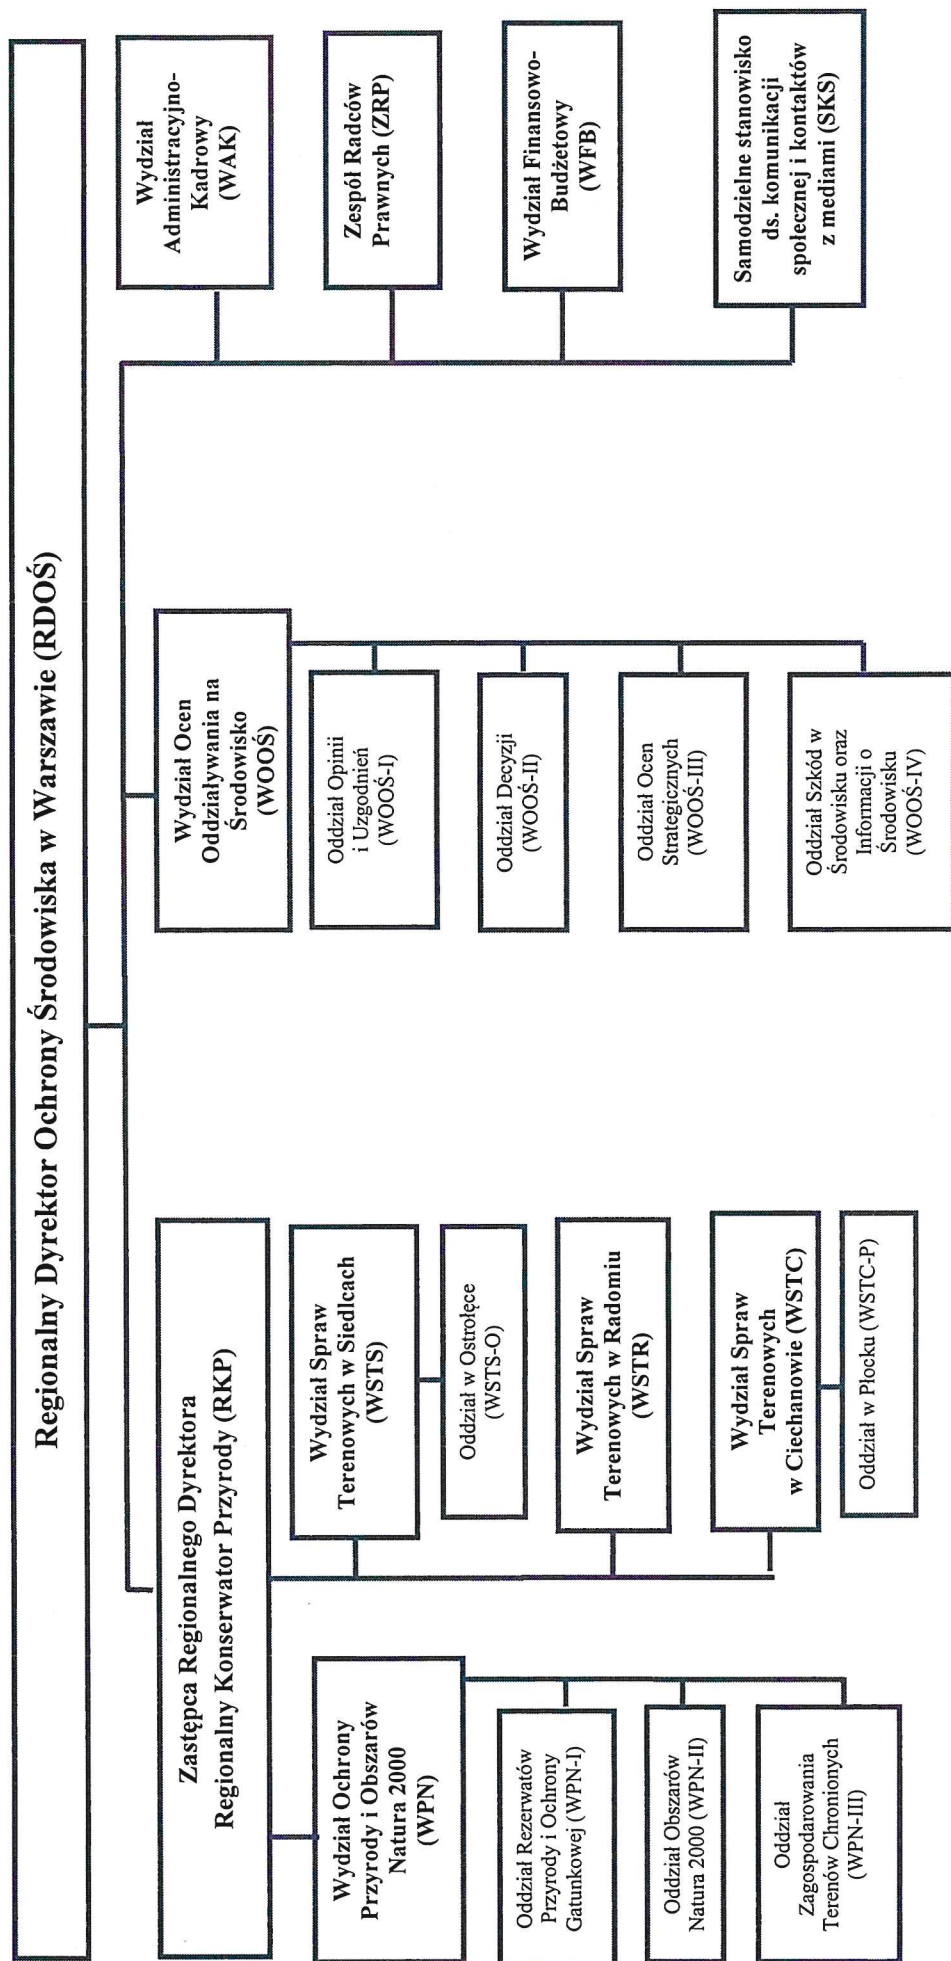 Regionalny Dyrektor Ochrony Środowiska w Warszawie (RDOŚ)
Zastępca Regionalnego Dyrektora
Regionalny Konserwator Przyrody (RKP)
Wydział Ochrony
Przyrody i Obszarów
Natura 2000
(WPN)
Oddział Rezerwatów
Przyrody i Ochrony
Gatunkowej (WPN-I)
Oddział Obszarów
Natura 2000 (WPN-II)
Oddział
Zagospodarowania
Terenów Chronionych
(WPN-III)
Wydział Spraw
Terenowych w Siedlcach
(WSTS)
Oddział w Ostrołęce
(WSTS-O)
Wydział Spraw
Terenowych w Radomiu
(WSTR)
Wydział Spraw
Terenowych
w Ciechanowie (WSTC)
Oddział w Płocku (WSTC-P)
Wydział Ocen
Oddziaływania na
Środowisko
(WOOŚ)
Oddział Opinii
i Uzgodnień
(WOOŚ-I)
Oddział Decyzji
(WOOŚ-II)
Oddział Ocen
Strategicznych
(WOOŚ-III)
Oddział Szkód w
Środowisku oraz
Informacji o
Środowisku
(WOOŚ-IV)
Wydział
Administracyjno-
Kadrowy
(WAK)
Zespół Radców
Prawnych (ZRP)
Wydział Finansowo-
Budżetowy
(WFB)
Samodzielne stanowisko
ds. komunikacji
społecznej i kontaktów
z mediami (SKS)